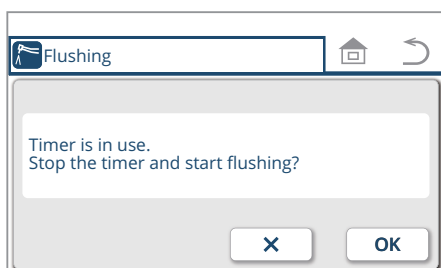 Flushing
Timer is in use.
Stop the timer and start flushing?
OK